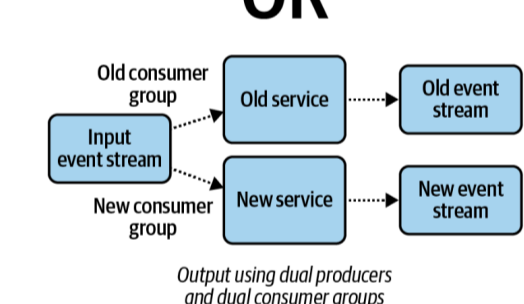 OR
Old consumer
group
Old service
Old event
stream
Input
event stream
New consumer
group
New service
New event
stream
Output using dual producers
and dual consumer groups